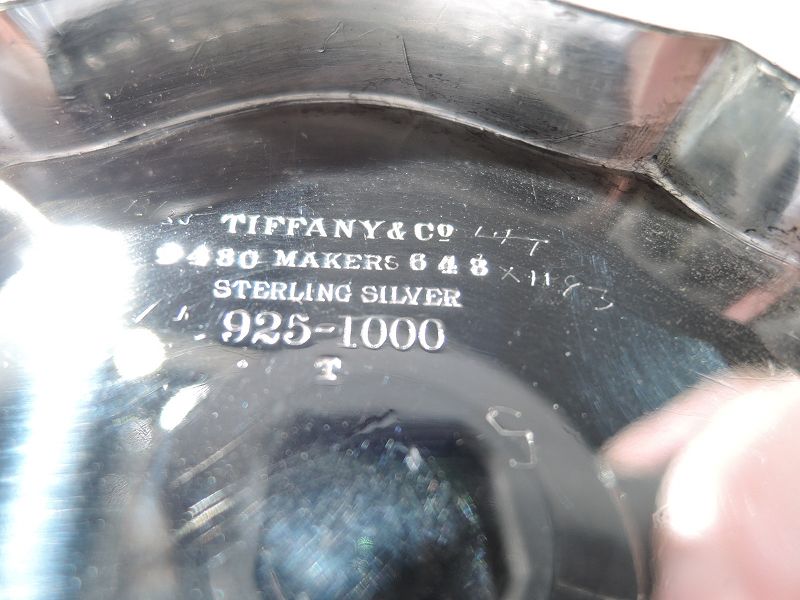 TIFFANY & Co
9480 MAKERS 648
STERLING SILVER
925-1000
T